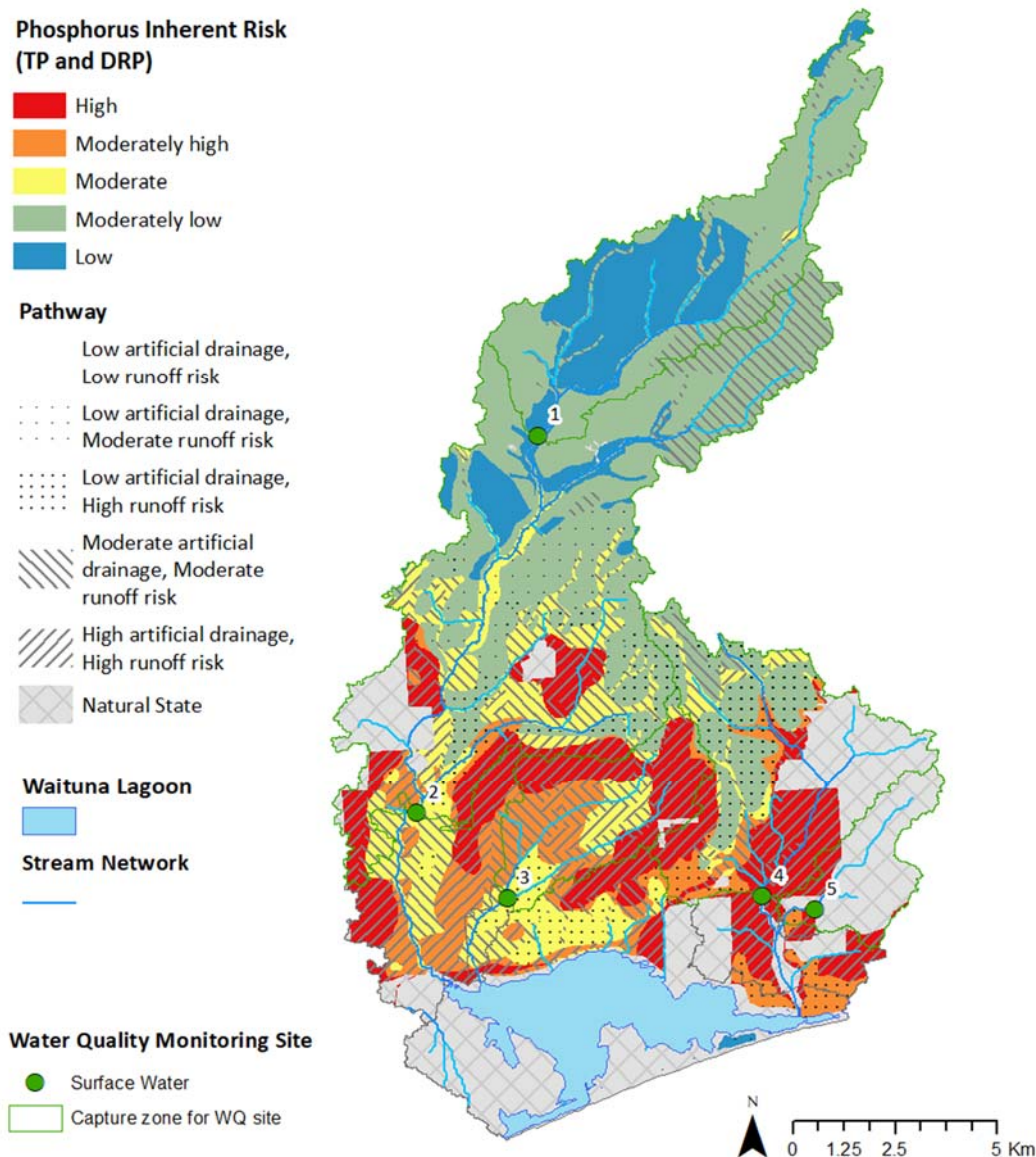 Phosphorus Inherent Risk
(TP and DRP)
High
Moderately high
Moderate
Moderately low
Low
Pathway
Low artificial drainage,
Low runoff risk
Low artificial drainage,
Moderate runoff risk
Low artificial drainage,
High runoff risk
Moderate artificial
drainage, Moderate
runoff risk
High artificial drainage,
High runoff risk
Natural State
Waituna Lagoon
Stream Network
Water Quality Monitoring Site
Surface Water
Capture zone for WQ site
1
2
3
4
5
N
0 1.25 2.5 5 Km